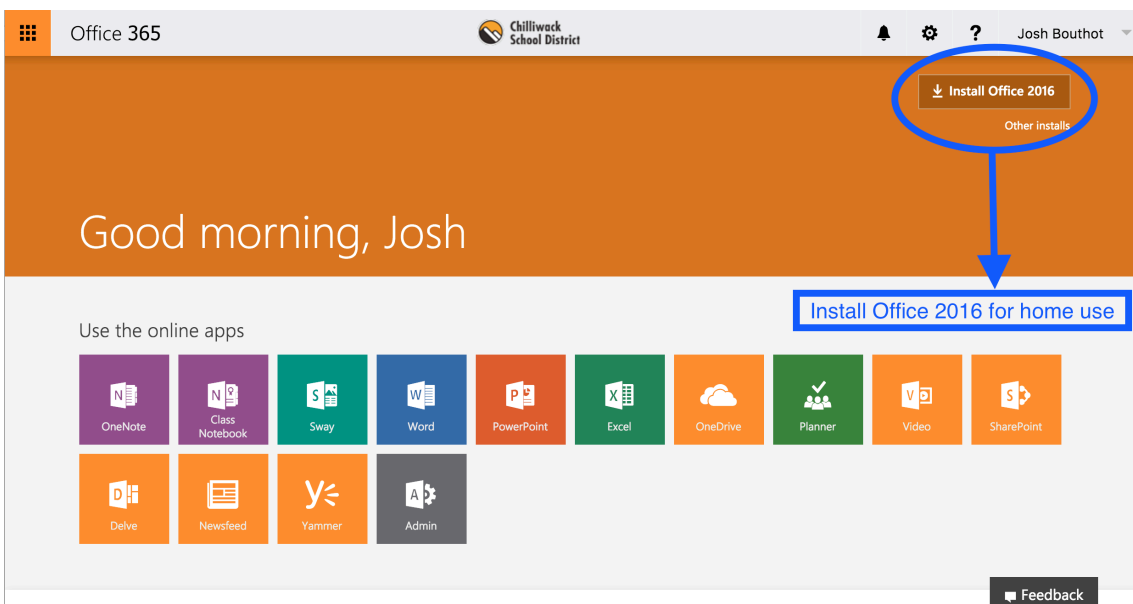 Office 365
Chilliwack
School District
?
Josh Bouthot
Install Office 2016
Other installs
Good morning, Josh
Install Office 2016 for home use
Use the online apps
N
OneNote
N
Class
Notebook
S
Sway
W
Word
P
PowerPoint
X
Excel
OneDrive
Planner
V
Video
S
SharePoint
D
Delve
Newsfeed
Y
Yammer
A
Admin
Feedback